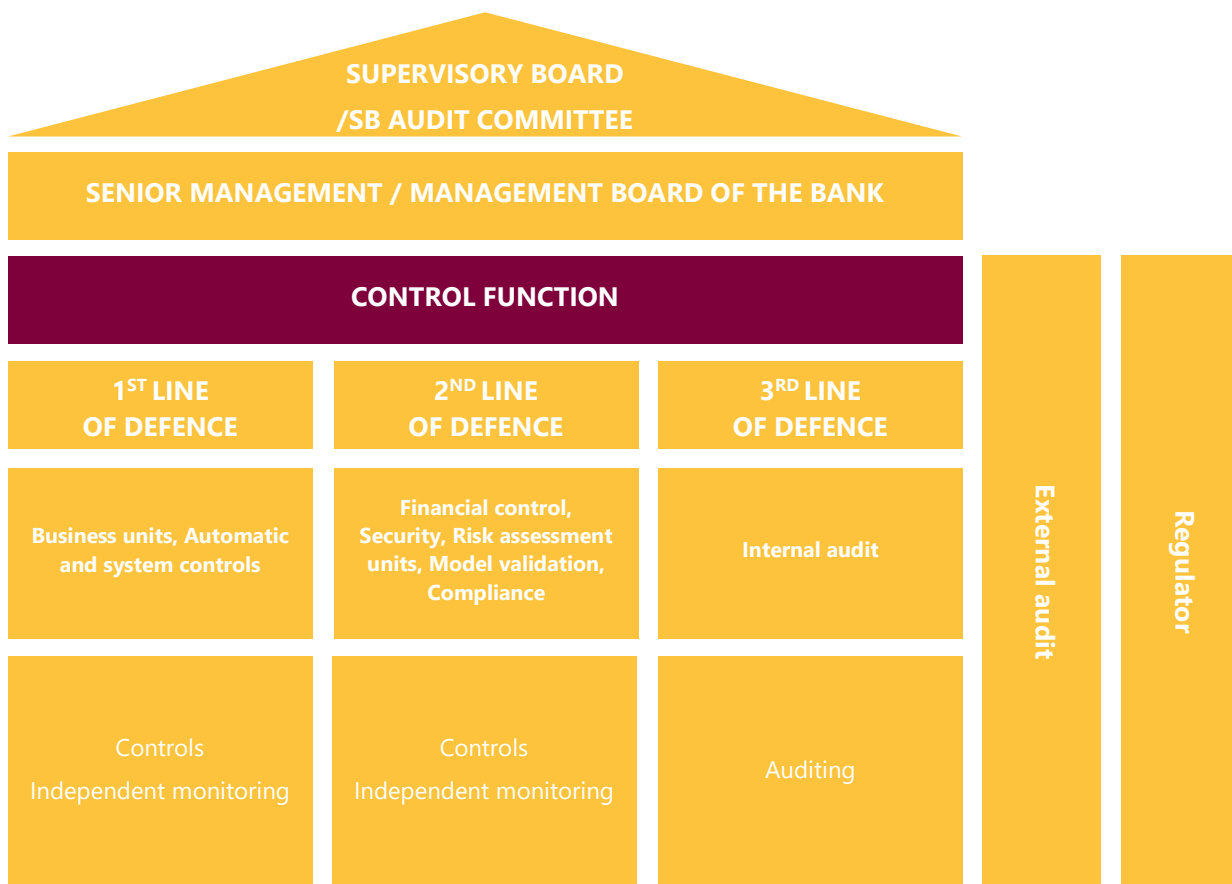 SUPERVISORY BOARD
/SB AUDIT COMMITTEE
SENIOR MANAGEMENT / MANAGEMENT BOARD OF THE BANK
CONTROL FUNCTION
1ST LINE
OF DEFENCE
2ND LINE
OF DEFENCE
3RD LINE
OF DEFENCE
Business units, Automatic
and system controls
Financial control,
Security, Risk assessment
units, Model validation,
Compliance
Internal audit
Controls
Independent monitoring
Controls
Independent monitoring
Auditing
External audit
Regulator